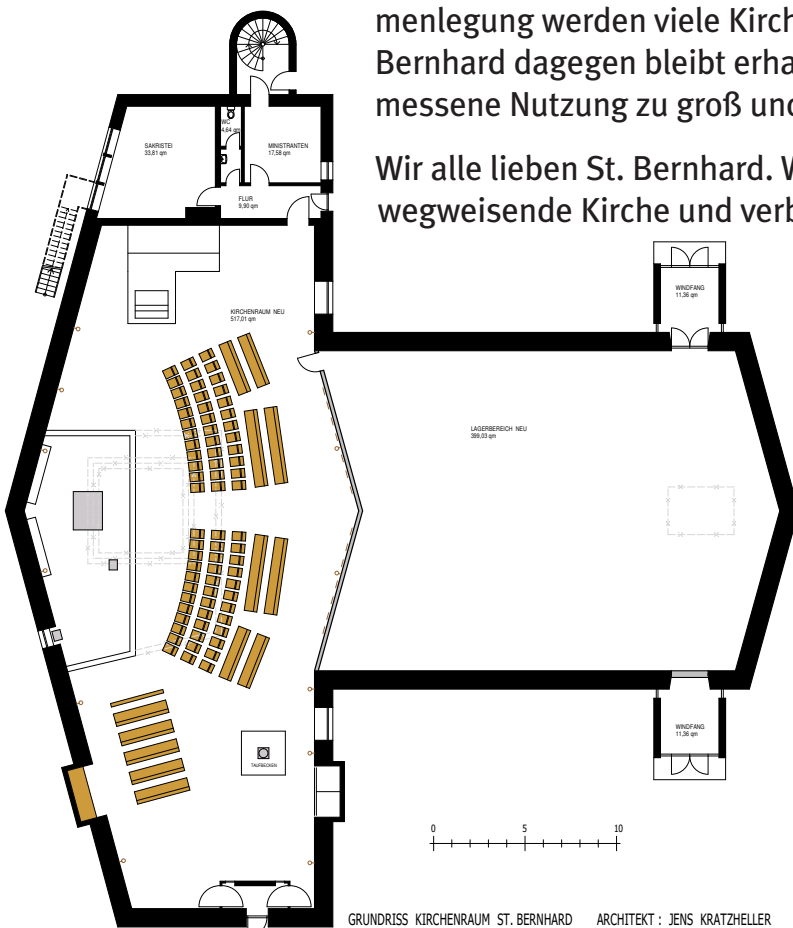 menlegung werden viele Kirch
Bernhard dagegen bleibt erha
messene Nutzung zu groß und
Wir alle lieben St. Bernhard. W
wegweisende Kirche und verb
WC
4,64 qm
SAKRISTEI
33,81 qm
MINISTRANTEN
17,58 qm
FLUR
9,90 qm
WINDFANG
11,36 qm
KIRCHENRAUM NEU
517,01 qm
LAGERBEREICH NEU
399,03 qm
WINDFANG
11,36 qm
TAUFBECKEN
0 5 10
GRUNDRISS KIRCHENRAUM ST. BERNHARD ARCHITEKT : JENS KRATZHELLER